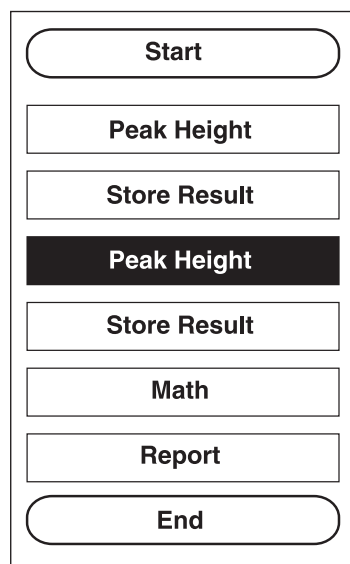 Start
Peak Height
Store Result
Peak Height
Store Result
Math
Report
End